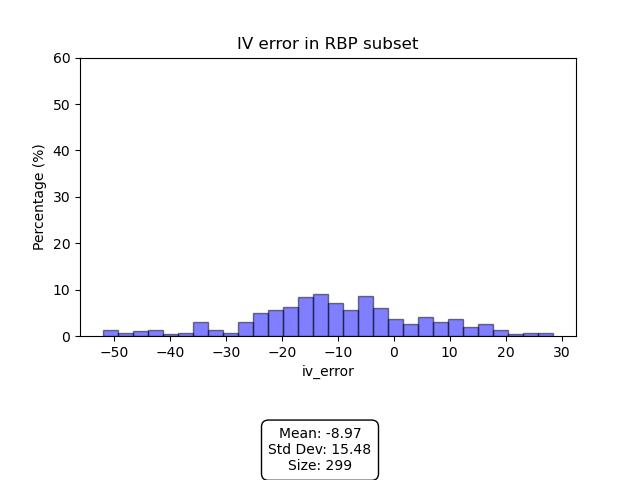 IV error in RBP subset
60
50
40
30
20
10
0
Percentage (%)
−50 −40 −30 −20 −10 0 10 20 30
iv_error
Mean: -8.97
Std Dev: 15.48
Size: 299